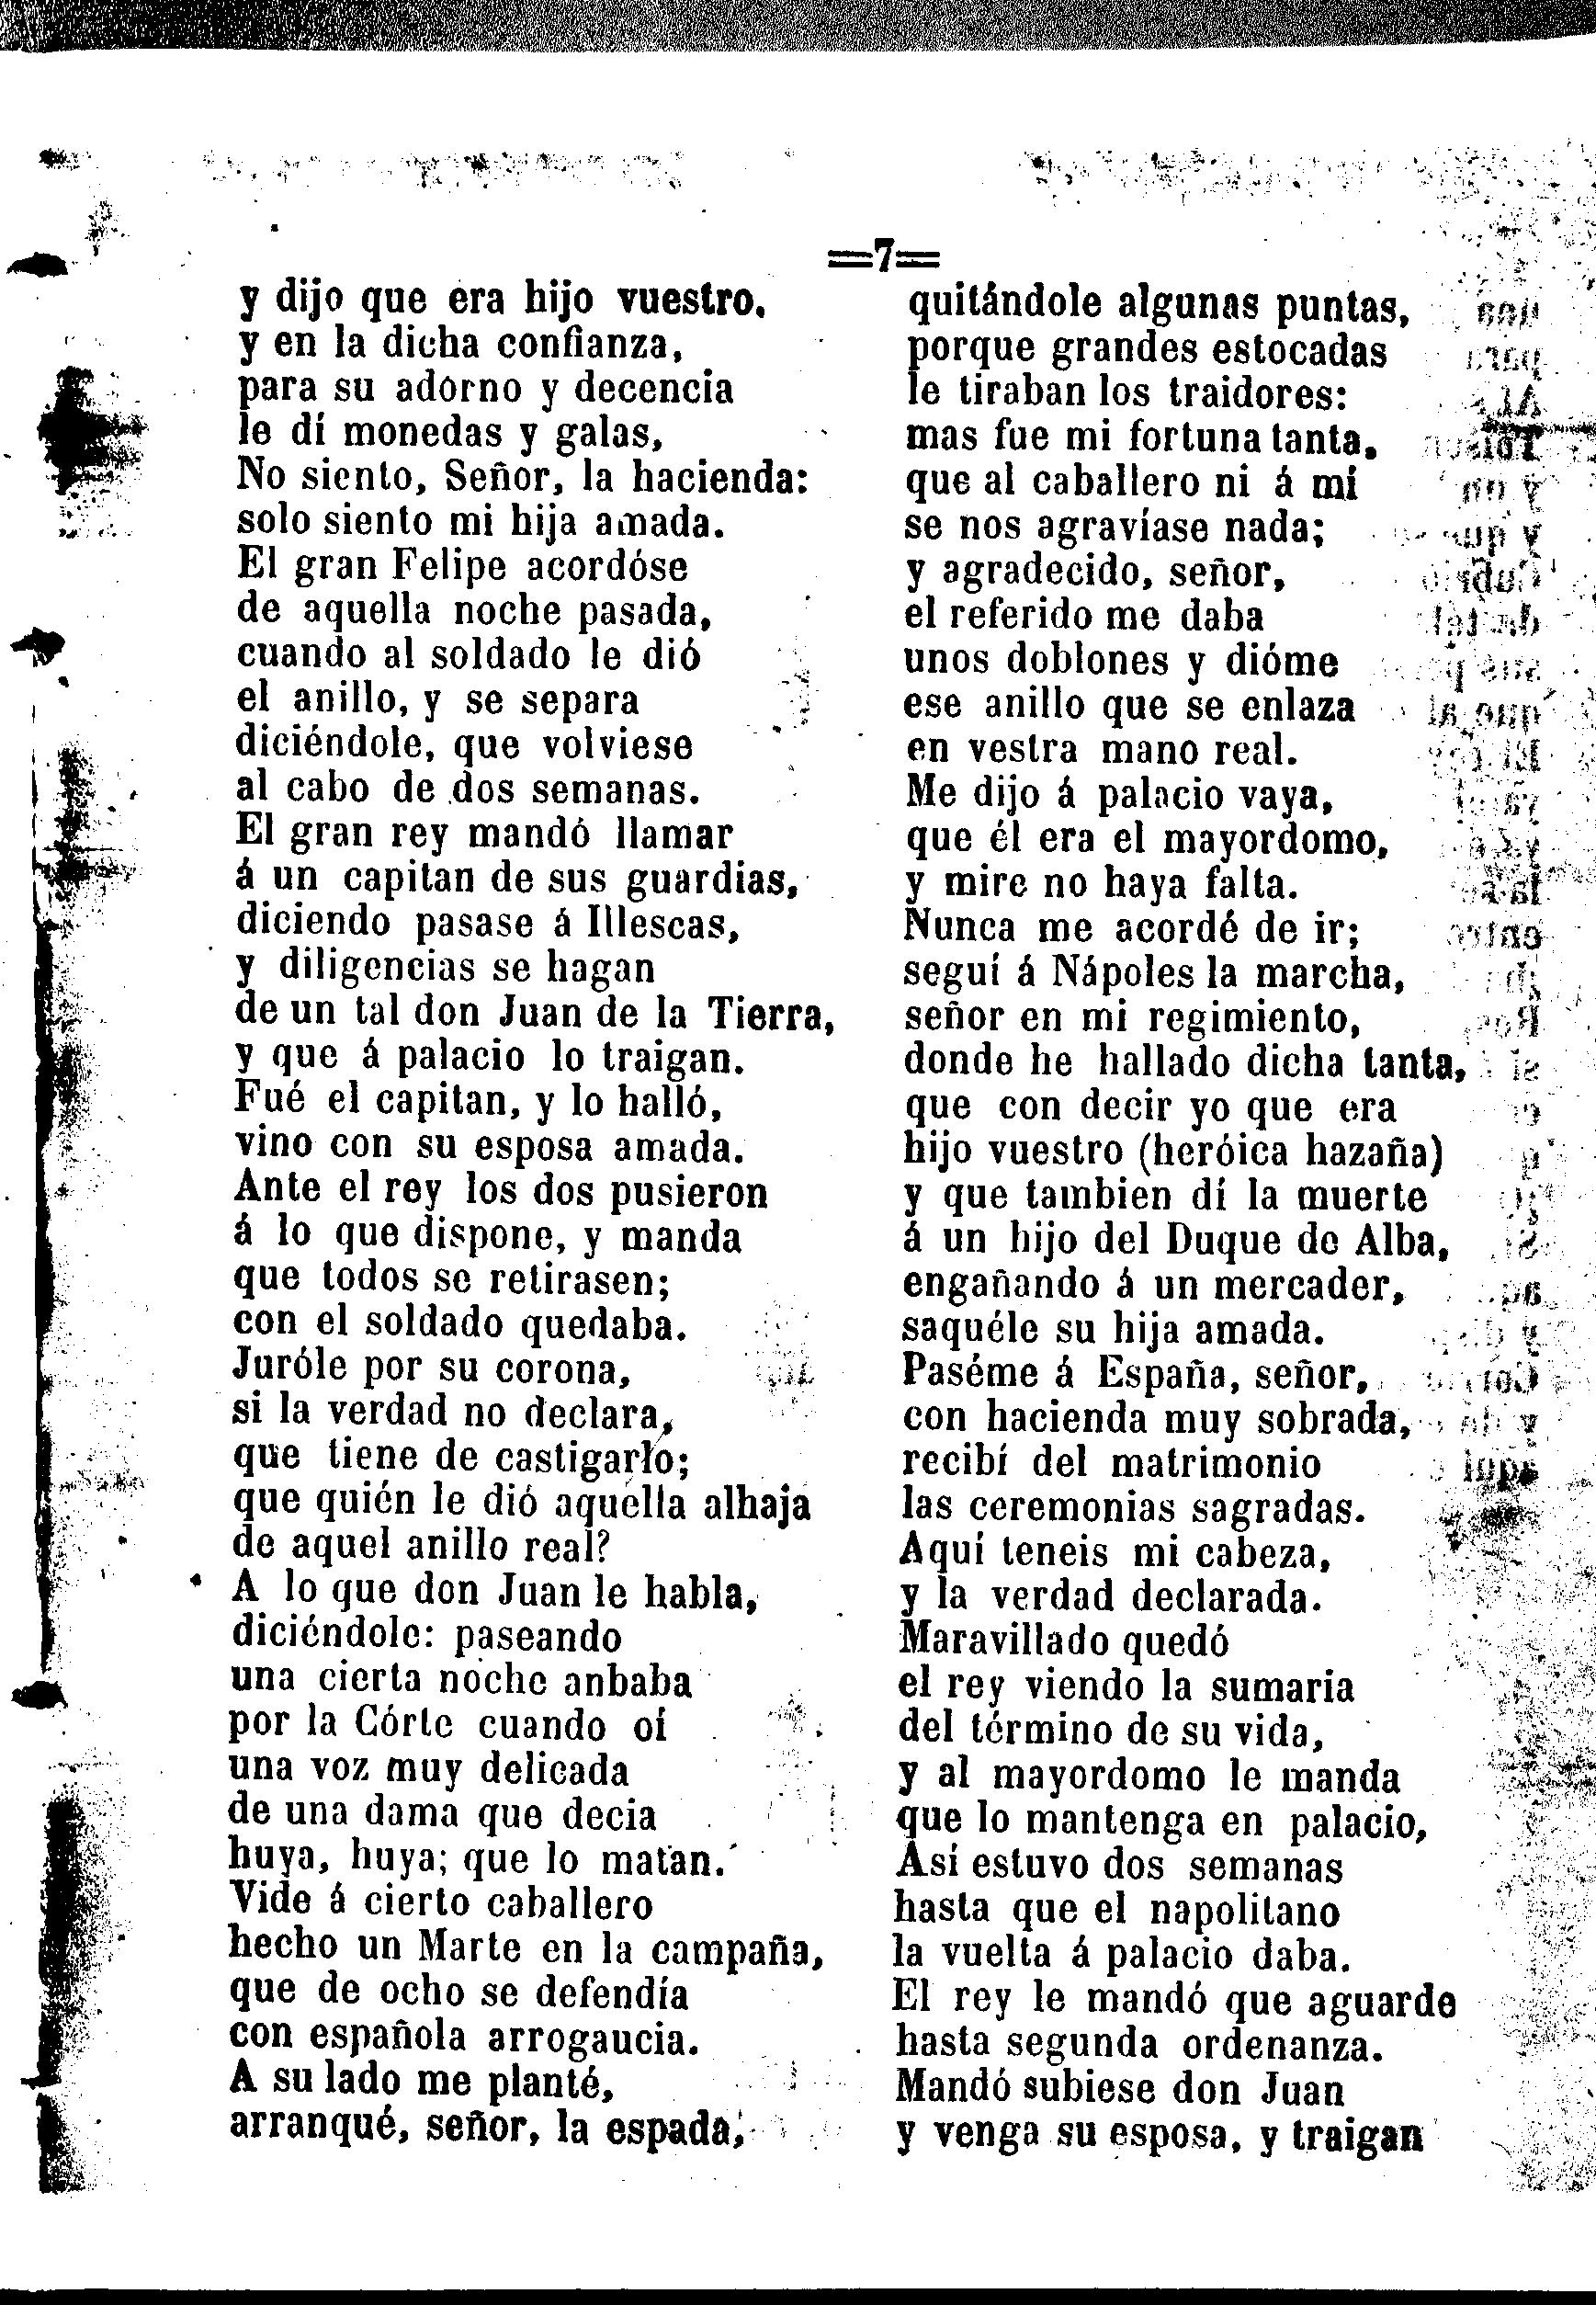 =7=
y dijo que era hijo vuestro.
y en la dicha confianza,
para su adorno y decencia
le dí monedas y galas,
No siento, Señor, la hacienda:
solo siento mi hija amada.
El gran Felipe acordóse
de aquella noche pasada,
cuando al soldado le dió
el anillo, y se separa
diciéndole, que volviese
al cabo de dos semanas.
El gran rey mandó llamar
á un capitan de sus guardias,
diciendo pasase á Illescas,
y diligencias se hagan
de un tal don Juan de la Tierra,
y que á palacio lo traigan.
Fué el capitan, y lo halló,
vino con su esposa amada.
Ante el rey los dos pusieron
á lo que dispone, y manda
que todos se retirasen;
con el soldado quedaba.
Juróle por su corona,
si la verdad no declara,
que tiene de castigarlo;
que quién le dió aquella alhaja
de aquel anillo real?
A lo que don Juan le habla,
diciéndole: paseando
una cierta noche anbaba
por la Córte cuando oí
una voz muy delicada
de una dama que decia
huya, huya; que lo matan.
Vide á cierto caballero
hecho un Marte en la campaña,
que de ocho se defendía
con española arrogaucia.
A su lado me planté,
arranqué, señor, la espada,
quitándole algunas puntas,
porque grandes estocadas
le tiraban los traidores:
mas fue mi fortuna tanta,
que al caballero ni á mí
se nos agravíase nada;
y agradecido, señor,
el referido me daba
unos doblones y dióme
ese anillo que se enlaza
en vestra mano real.
Me dijo á palacio vaya,
que él era el mayordomo,
y mire no haya falta.
Nunca me acordé de ir;
seguí á Nápoles la marcha,
señor en mi regimiento,
donde he hallado dicha tanta,
que con decir yo que era
hijo vuestro (heróica hazaña)
y que tambien dí la muerte
á un hijo del Duque de Alba,
engañando á un mercader,
saquéle su hija amada.
Paséme á España, señor,
con hacienda muy sobrada,
recibí del matrimonio
las ceremonias sagradas.
Aquí teneis mi cabeza,
y la verdad declarada.
Maravillado quedó
el rey viendo la sumaria
del término de su vida,
y al mayordomo le manda
que lo mantenga en palacio,
Así estuvo dos semanas
hasta que el napolitano
la vuelta á palacio daba.
El rey le mandó que aguarde
hasta segunda ordenanza.
Mandó subiese don Juan
y venga su esposa, y traigan